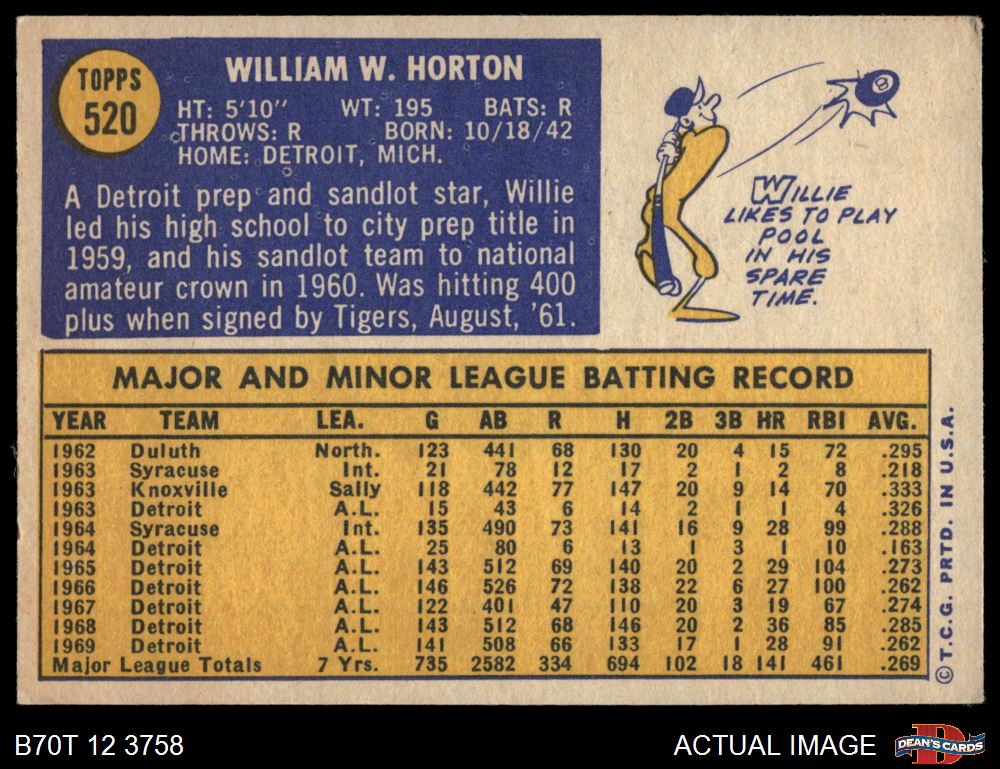 TOPPS
520
WILLIAM W. HORTON
HT: 5'10" WT: 195 BATS: R
THROWS: R BORN: 10/18/42
HOME: DETROIT, MICH.
A Detroit prep and sandlot star, Willie
led his high school to city prep title in
1959, and his sandlot team to national
amateur crown in 1960. Was hitting 400
plus when signed by Tigers, August, '61.
8
WILLIE
LIKES TO PLAY
POOL
IN HIS
SPARE
TIME.
MAJOR AND MINOR LEAGUE BATTING RECORD
YEAR TEAM LEA. G AB R H 2B 3B HR RBI AVG.
1962 Duluth North. 123 441 68 130 20 4 15 72 .295
1963 Syracuse Int. 21 78 12 17 2 1 2 8 .218
1963 Knoxville Sally 118 442 77 147 20 9 14 70 .333
1963 Detroit A.L. 15 43 6 14 2 1 1 4 .326
1964 Syracuse Int. 135 490 73 141 16 9 28 99 .288
1964 Detroit A.L. 25 80 6 13 1 3 1 10 .163
1965 Detroit A.L. 143 512 69 140 20 2 29 104 .273
1966 Detroit A.L. 146 526 72 138 22 6 27 100 .262
1967 Detroit A.L. 122 401 47 110 20 3 19 67 .274
1968 Detroit A.L. 143 512 68 146 20 2 36 85 .285
1969 Detroit A.L. 141 508 66 133 17 1 28 91 .262
Major League Totals 7 Yrs. 735 2582 334 694 102 18 141 461 .269
© T.C.G. PRTD. IN U.S.A.
B70T 12 3758
ACTUAL IMAGE
D
DEAN'S CARDS